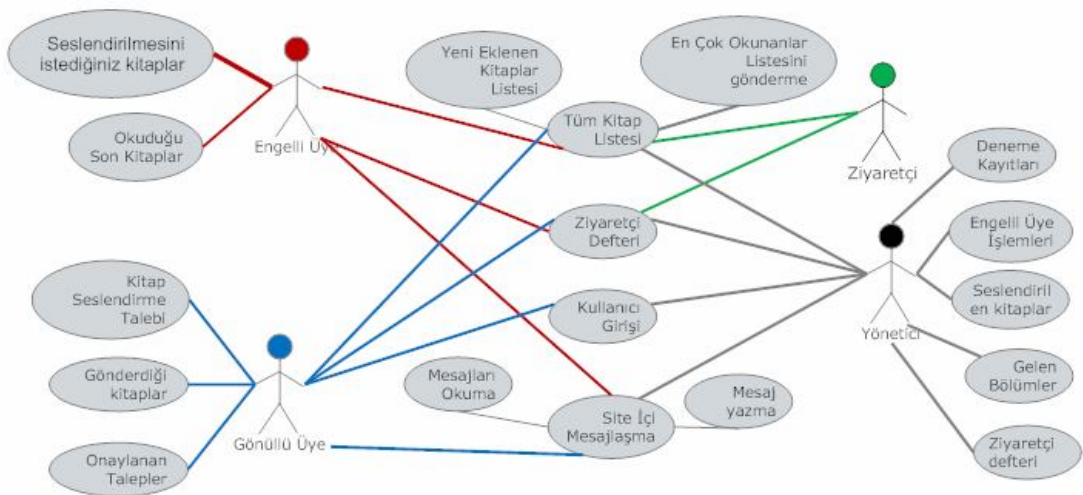 Seslendirilmesini
istediğiniz kitaplar
Okuduğu
Son Kitaplar
Engelli Üye
Yeni Eklenen
Kitaplar
Listesi
En Çok Okunanlar
Listesini
gönderme
Tüm Kitap
Listesi
Ziyaretçi
Deneme
Kayıtları
Ziyaretçi
Defteri
Engelli Üye
İşlemleri
Kitap
Seslendirme
Talebi
Kullanıcı
Girişi
Seslendiril
en kitaplar
Yönetici
Gönderdiği
kitaplar
Gönüllü Üye
Mesajları
Okuma
Site İçi
Mesajlaşma
Mesaj
yazma
Gelen
Bölümler
Onaylanan
Talepler
Ziyaretçi
defteri